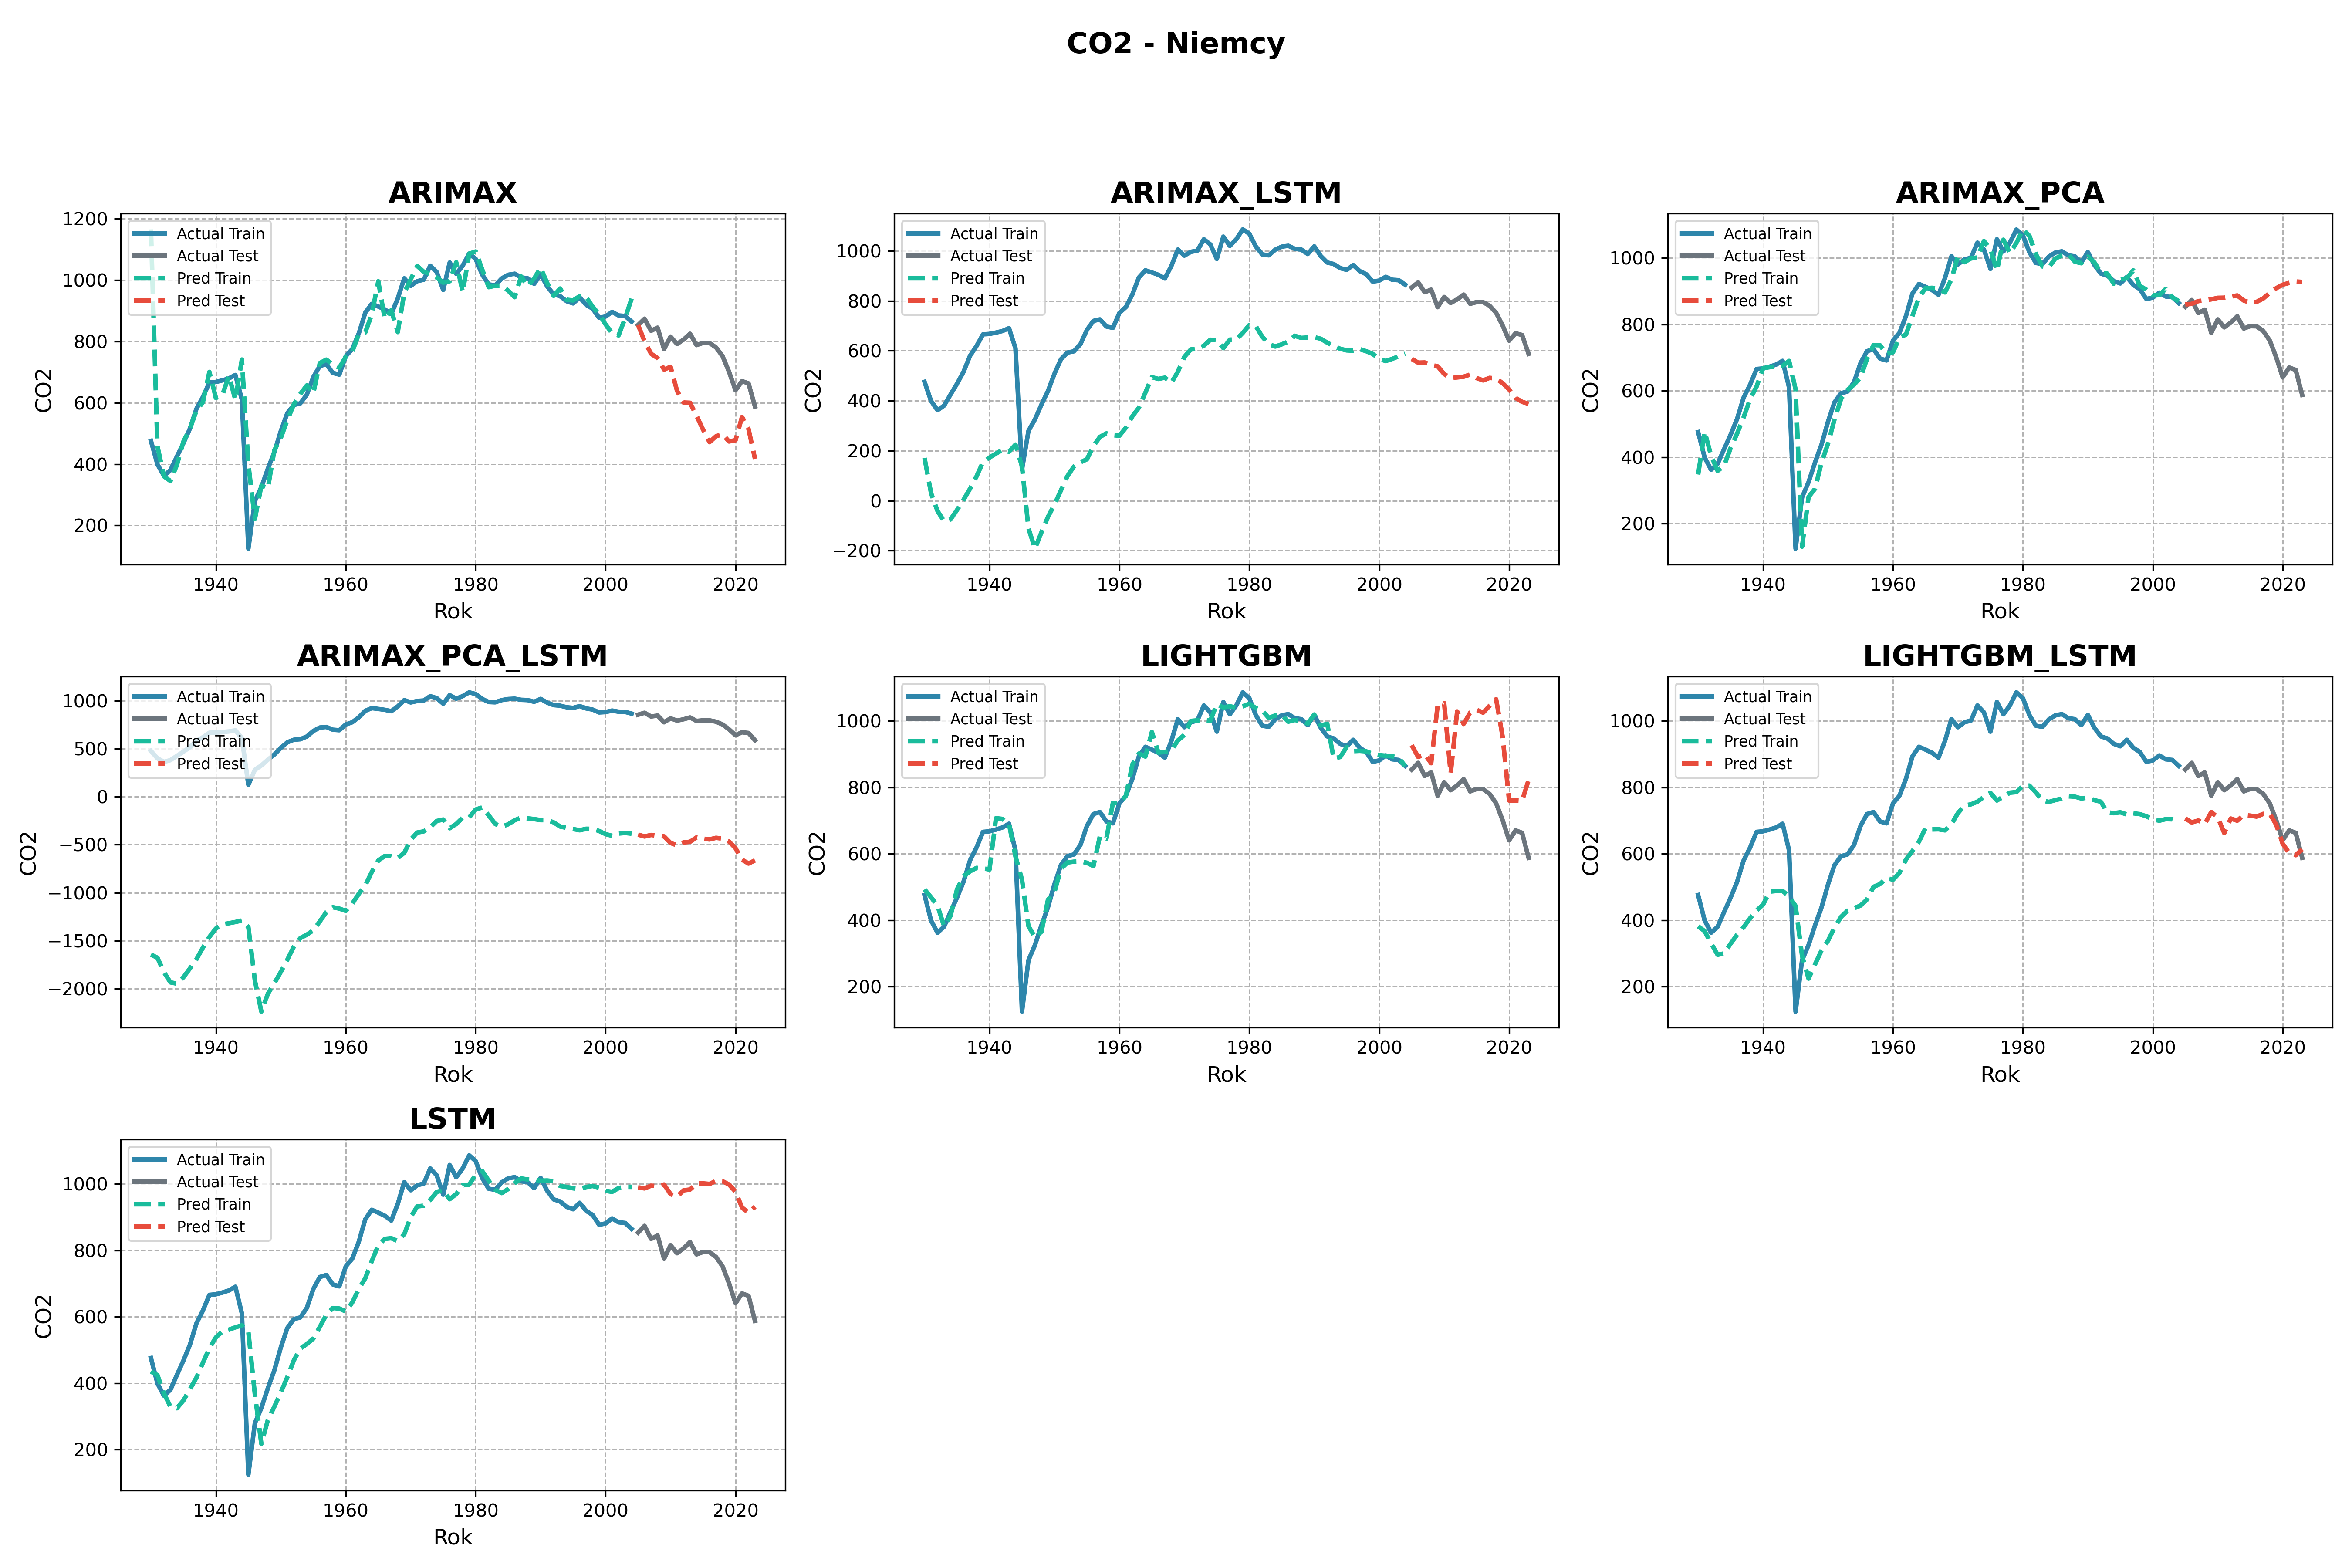 CO2 - Niemcy
ARIMAX
1200
1000
800
600
400
200
CO2
Actual Train
Actual Test
Pred Train
Pred Test
1940 1960 1980 2000 2020
Rok
ARIMAX_LSTM
1000
800
600
400
200
0
−200
CO2
Actual Train
Actual Test
Pred Train
Pred Test
1940 1960 1980 2000 2020
Rok
ARIMAX_PCA
1000
800
600
400
200
CO2
Actual Train
Actual Test
Pred Train
Pred Test
1940 1960 1980 2000 2020
Rok
ARIMAX_PCA_LSTM
1000
500
0
−500
−1000
−1500
−2000
CO2
Actual Train
Actual Test
Pred Train
Pred Test
1940 1960 1980 2000 2020
Rok
LIGHTGBM
1000
800
600
400
200
CO2
Actual Train
Actual Test
Pred Train
Pred Test
1940 1960 1980 2000 2020
Rok
LIGHTGBM_LSTM
1000
800
600
400
200
CO2
Actual Train
Actual Test
Pred Train
Pred Test
1940 1960 1980 2000 2020
Rok
LSTM
1000
800
600
400
200
CO2
Actual Train
Actual Test
Pred Train
Pred Test
1940 1960 1980 2000 2020
Rok